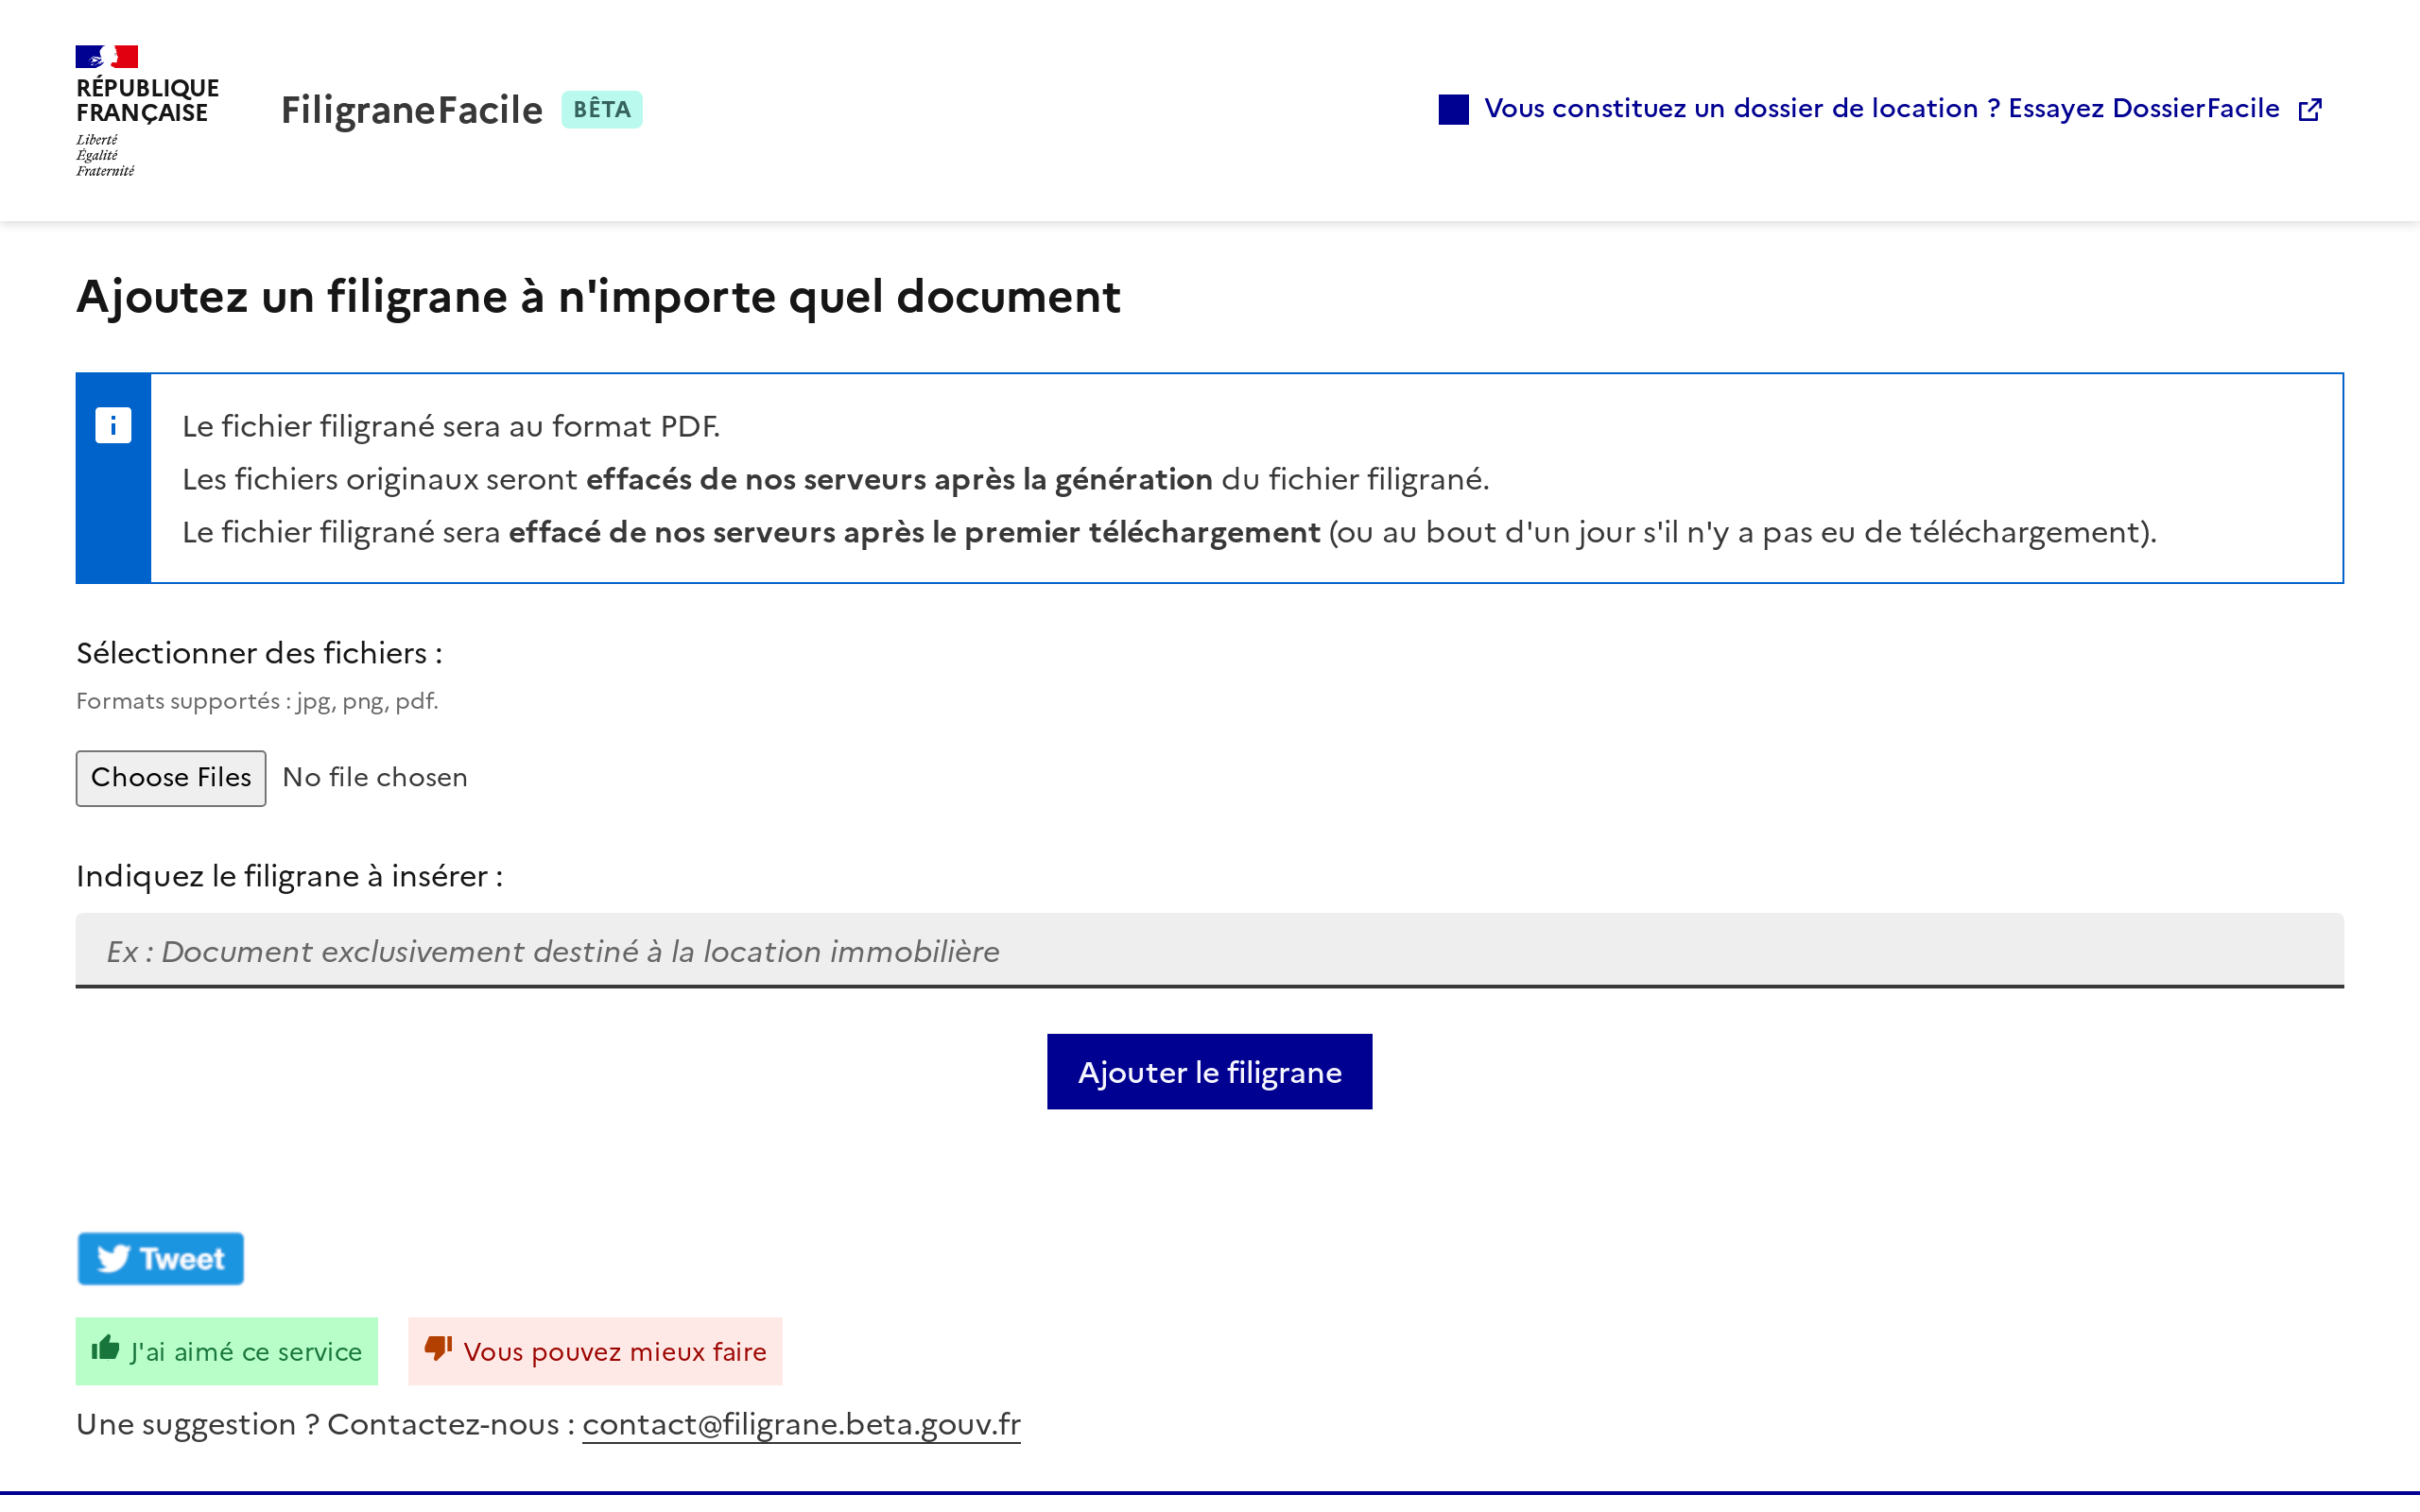 RÉPUBLIQUE
FRANÇAISE
Liberté
Égalité
Fraternité
FiligraneFacile BÊTA
Vous constituez un dossier de location ? Essayez DossierFacile
Ajoutez un filigrane à n'importe quel document
Le fichier filigrané sera au format PDF.
Les fichiers originaux seront effacés de nos serveurs après la génération du fichier filigrané.
Le fichier filigrané sera effacé de nos serveurs après le premier téléchargement (ou au bout d'un jour s'il n'y a pas eu de téléchargement).
Sélectionner des fichiers :
Formats supportés : jpg, png, pdf.
Choose Files No file chosen
Indiquez le filigrane à insérer :
Ex : Document exclusivement destiné à la location immobilière
Ajouter le filigrane
Tweet
J'ai aimé ce service Vous pouvez mieux faire
Une suggestion ? Contactez-nous : contact@filigrane.beta.gouv.fr